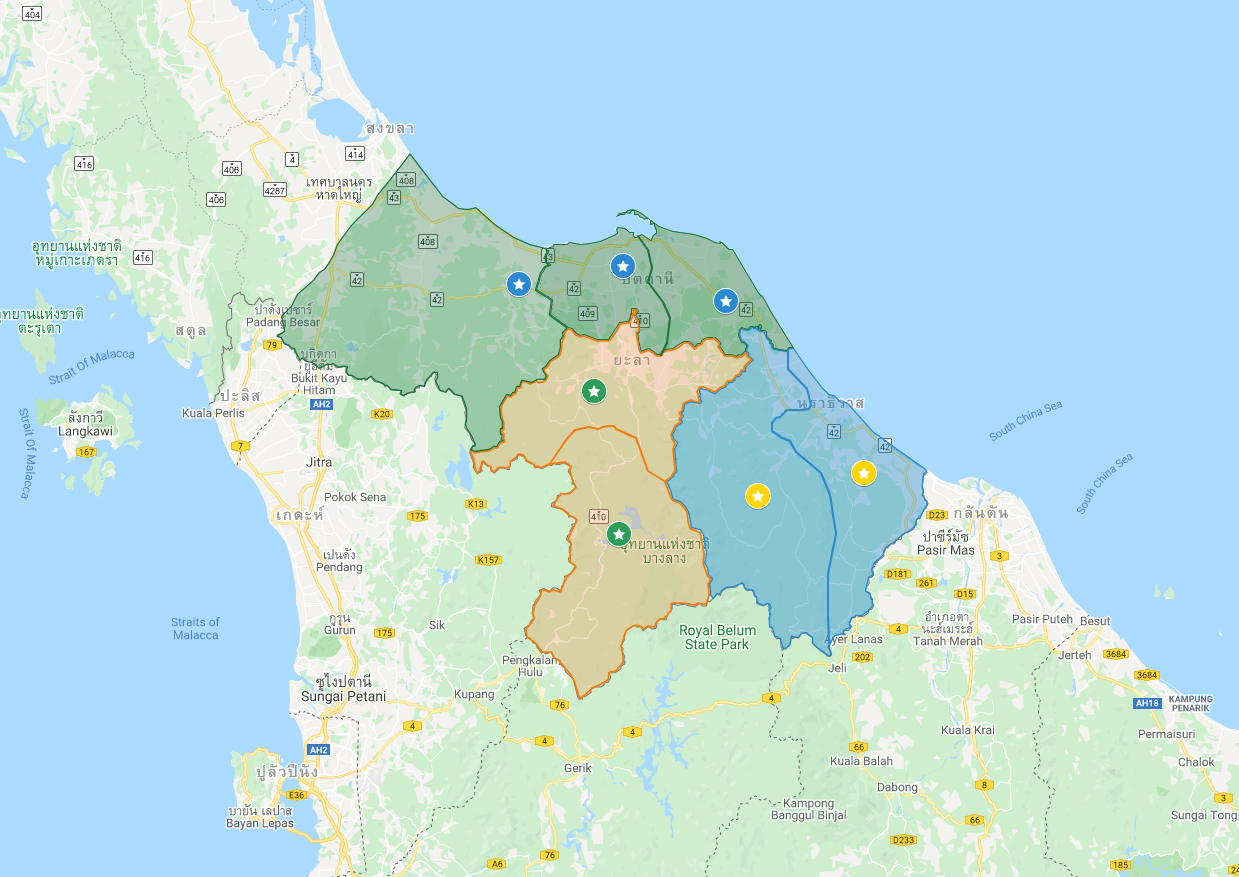 404
สงขลา
416
406
4
414
4287
406
เทศบาลนคร
หาดใหญ่
408
43
อุทยานแห่งชาติ
หมู่เกาะเภตรา
416
408
43
42
42
42
ปัตตานี
อุทยานแห่งชาติ
ตะรุเตา
สตูล
ปาดังเบซาร์
Padang Besar
409
410
42
79
Strait Of Malacca
บูกิตกา
ยูฮีตัม
Bukit Kayu
Hitam
ยะลา
ปะลิส
Kuala Perlis
AH2
K20
นราธิวาส
ลังกาวี
Langkawi
Strait Of Malacca
167
7
42
42
South China Sea
South China Sea
Jitra
Pokok Sena
K13
เกดะห์
175
410
D23
กลันตัน
อุทยานแห่งชาติ
บางลาง
ปาซีร์มัซ
Pasir Mas
เปนดัง
Pendang
K157
3
D181
261
D15
Straits of
Malacca
กูรุน
Gurun
175
Sik
Royal Belum
State Park
4
อำเภอตา
นะฮ์เมระฮ์
Tanah Merah
Pasir Puteh
Besut
Ayer Lanas
202
Jeli
3684
Jerteh
3684
Pengkalan
Hulu
ซูไงปตานี
Sungai Petani
Kupang
76
4
AH18
KAMPUNG
PENARIK
4
4
4
Kuala Krai
Permaisuri
AH2
66
Kuala Balah
Gerik
ปูลัวปีนัง
E36
Dabong
8
Chalok
3
บายัน เลปาส
Bayan Lepas
Kampong
Banggul Binjal
66
Sungai Tong
D233
76
A6
185
24